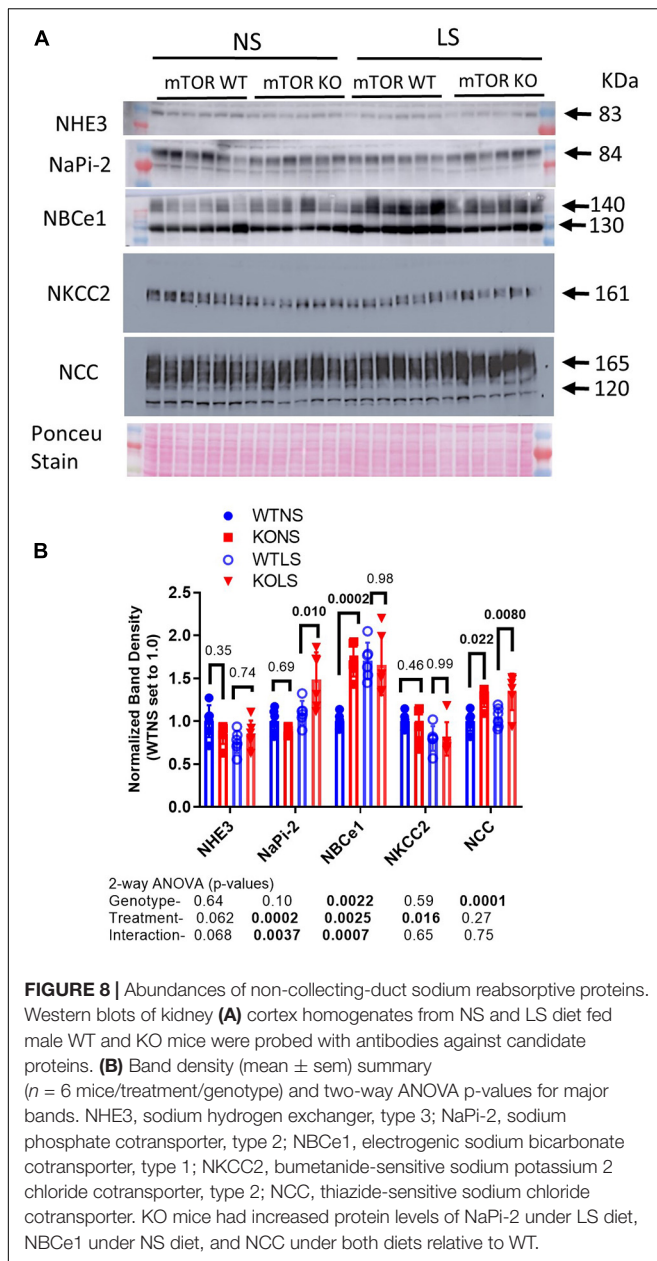 A
NS LS
mTOR WT mTOR KO mTOR WT mTOR KO KDa
NHE3 83
NaPi-2 84
NBCe1 140
130
NKCC2 161
NCC 165
120
Ponceu
Stain
B
WTNS
KONS
WTLS
KOLS
Normalized Band Density
(WTNS set to 1.0)
2.5
2.0
1.5
1.0
0.5
0.0
0.35 0.74 0.69 0.010 0.0002 0.98 0.46 0.99 0.022 0.0080
NHE3 NaPi-2 NBCe1 NKCC2 NCC
2-way ANOVA (p-values)
Genotype- 0.64 0.10 0.0022 0.59 0.0001
Treatment- 0.062 0.0002 0.0025 0.016 0.27
Interaction- 0.068 0.0037 0.0007 0.65 0.75
FIGURE 8 | Abundances of non-collecting-duct sodium reabsorptive proteins.
Western blots of kidney (A) cortex homogenates from NS and LS diet fed
male WT and KO mice were probed with antibodies against candidate
proteins. (B) Band density (mean ± sem) summary
(n = 6 mice/treatment/genotype) and two-way ANOVA p-values for major
bands. NHE3, sodium hydrogen exchanger, type 3; NaPi-2, sodium
phosphate cotransporter, type 2; NBCe1, electrogenic sodium bicarbonate
cotransporter, type 1; NKCC2, bumetanide-sensitive sodium potassium 2
chloride cotransporter, type 2; NCC, thiazide-sensitive sodium chloride
cotransporter. KO mice had increased protein levels of NaPi-2 under LS diet,
NBCe1 under NS diet, and NCC under both diets relative to WT.